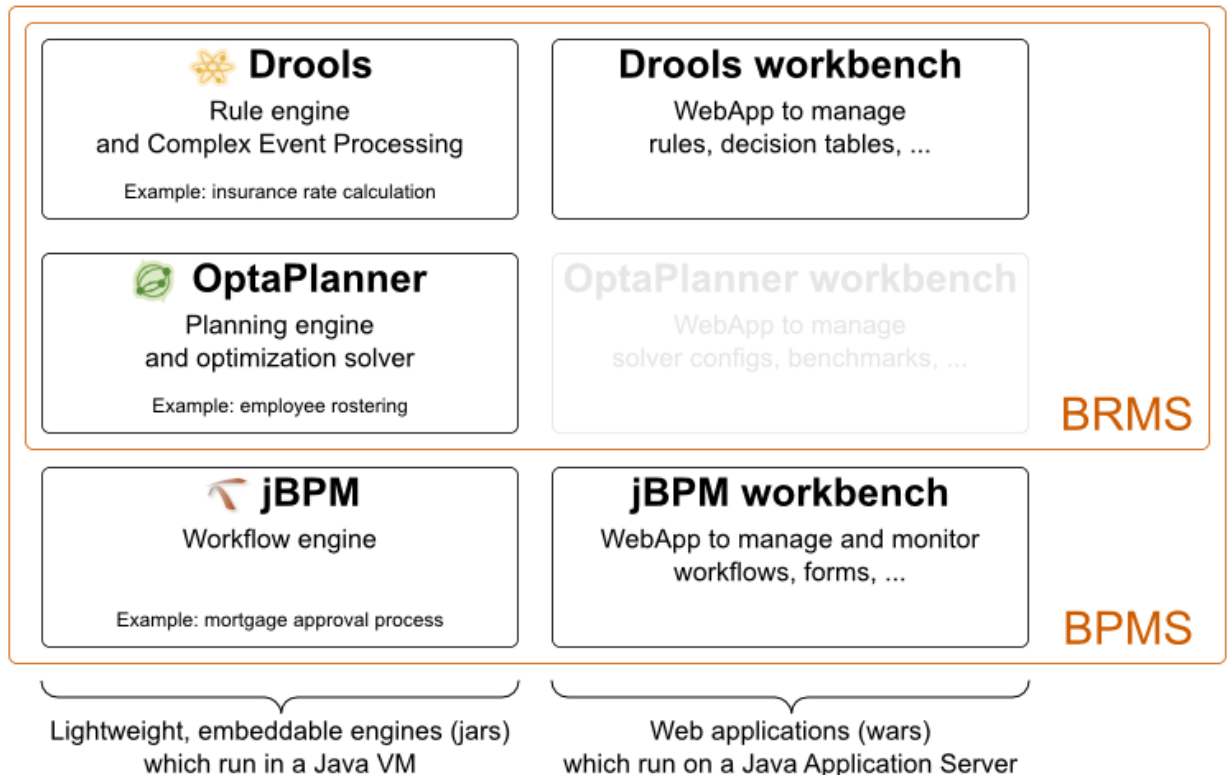 Drools
Rule engine
and Complex Event Processing
Example: insurance rate calculation
Drools workbench
WebApp to manage
rules, decision tables, ...
OptaPlanner
Planning engine
and optimization solver
Example: employee rostering
OptaPlanner workbench
WebApp to manage
solver configs, benchmarks, ...
BRMS
jBPM
Workflow engine
Example: mortgage approval process
jBPM workbench
WebApp to manage and monitor
workflows, forms, ...
BPMS
Lightweight, embeddable engines (jars)
which run in a Java VM
Web applications (wars)
which run on a Java Application Server